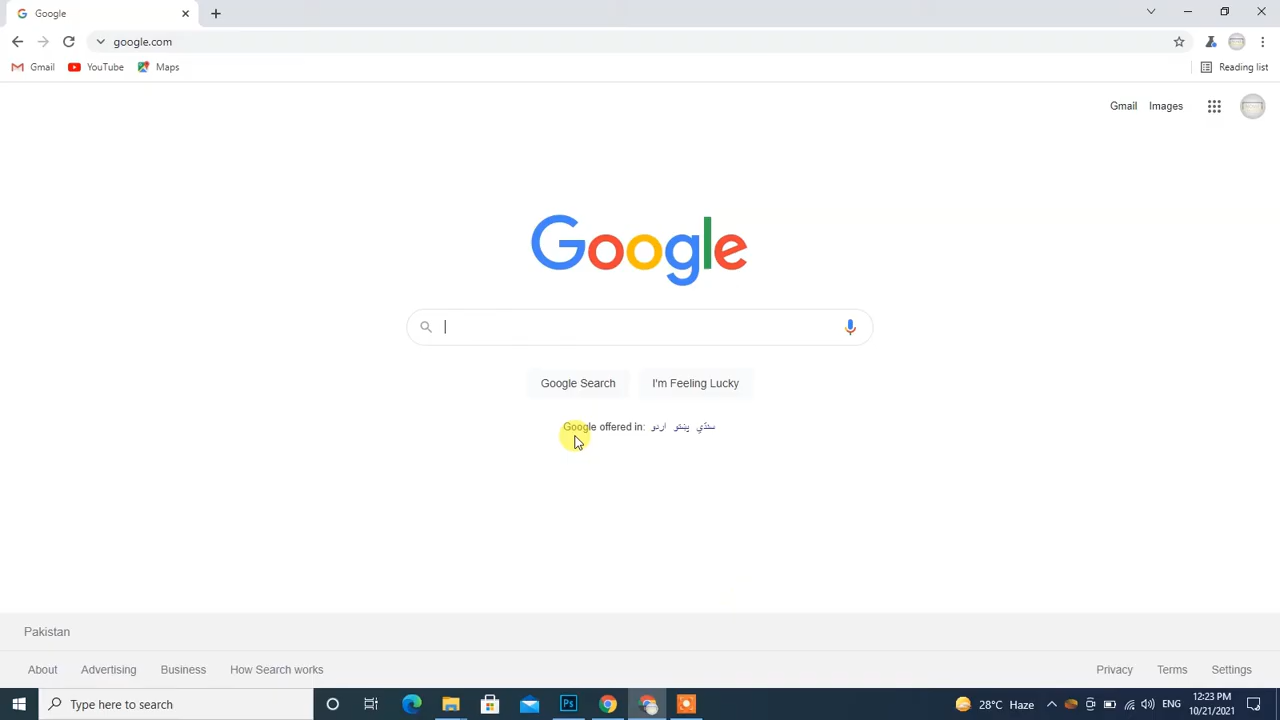 Google
google.com
Gmail YouTube Maps
Reading list
Gmail Images
Google
Google Search I'm Feeling Lucky
Google offered in: اردو پښتو سنڌي
Pakistan
About Advertising Business How Search works
Privacy Terms Settings
Type here to search
Ps
28°C Haze
ENG
12:23 PM
10/21/2021